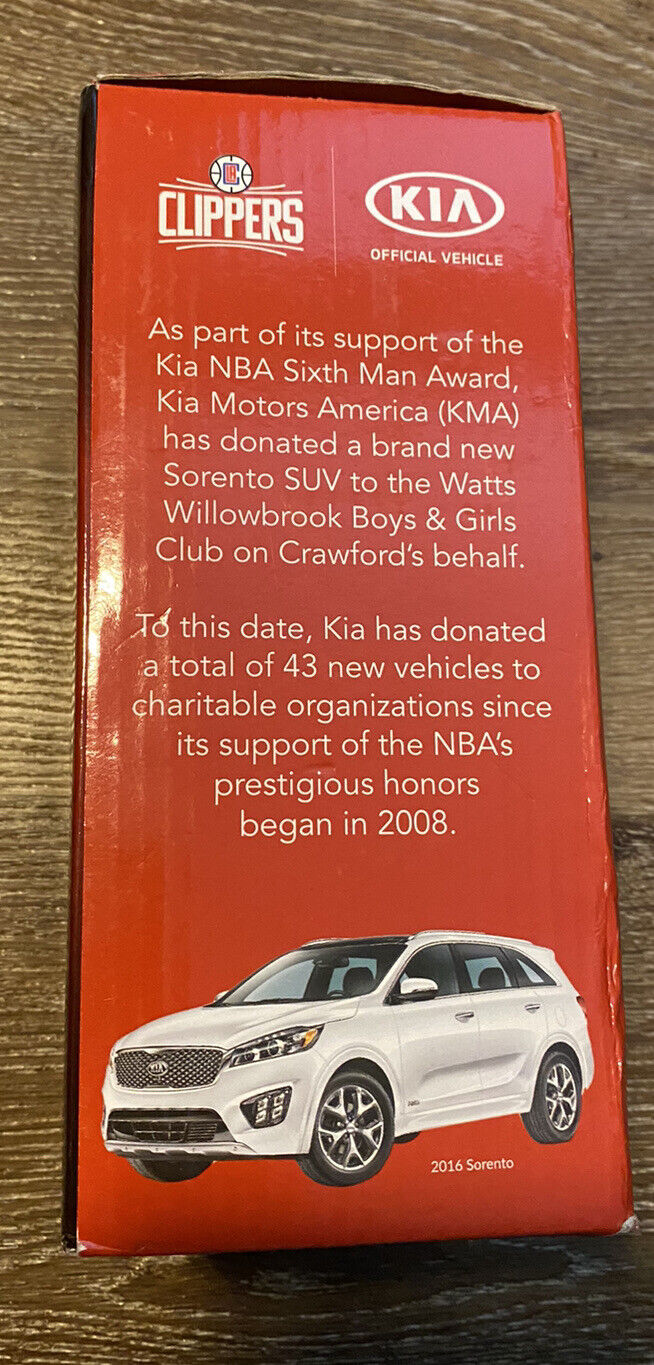 CLIPPERS
KIA
OFFICIAL VEHICLE
As part of its support of the
Kia NBA Sixth Man Award,
Kia Motors America (KMA)
has donated a brand new
Sorento SUV to the Watts
Willowbrook Boys & Girls
Club on Crawford's behalf.
To this date, Kia has donated
a total of 43 new vehicles to
charitable organizations since
its support of the NBA's
prestigious honors
began in 2008.
KIA
2016 Sorento